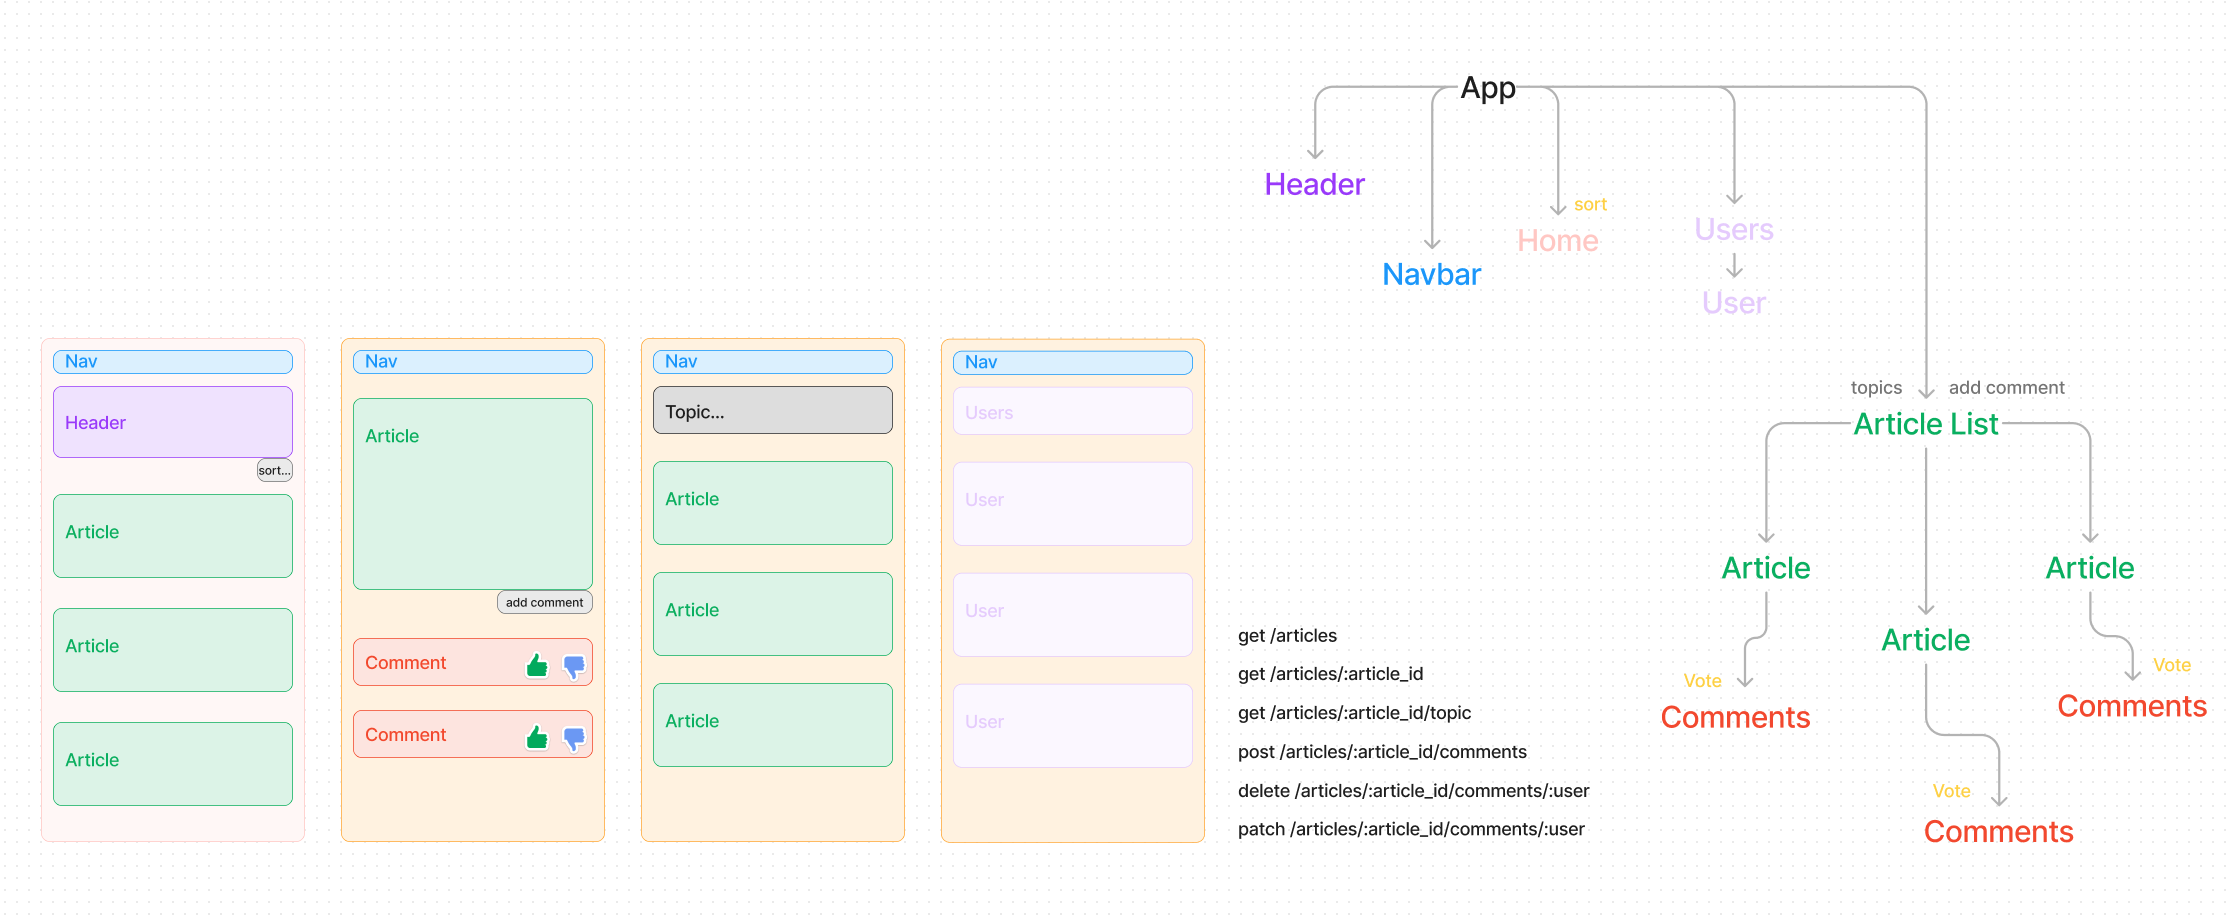 App
Header
sort
Home
Navbar
Users
User
topics
add comment
Article List
Article
Article
Article
Vote
Comments
Vote
Comments
Vote
Comments
Nav
Header
sort...
Article
Article
Article
Nav
Article
add comment
Comment
Comment
Nav
Topic...
Article
Article
Article
Nav
Users
User
User
User
get /articles
get /articles/:article_id
get /articles/:article_id/topic
post /articles/:article_id/comments
delete /articles/:article_id/comments/:user
patch /articles/:article_id/comments/:user